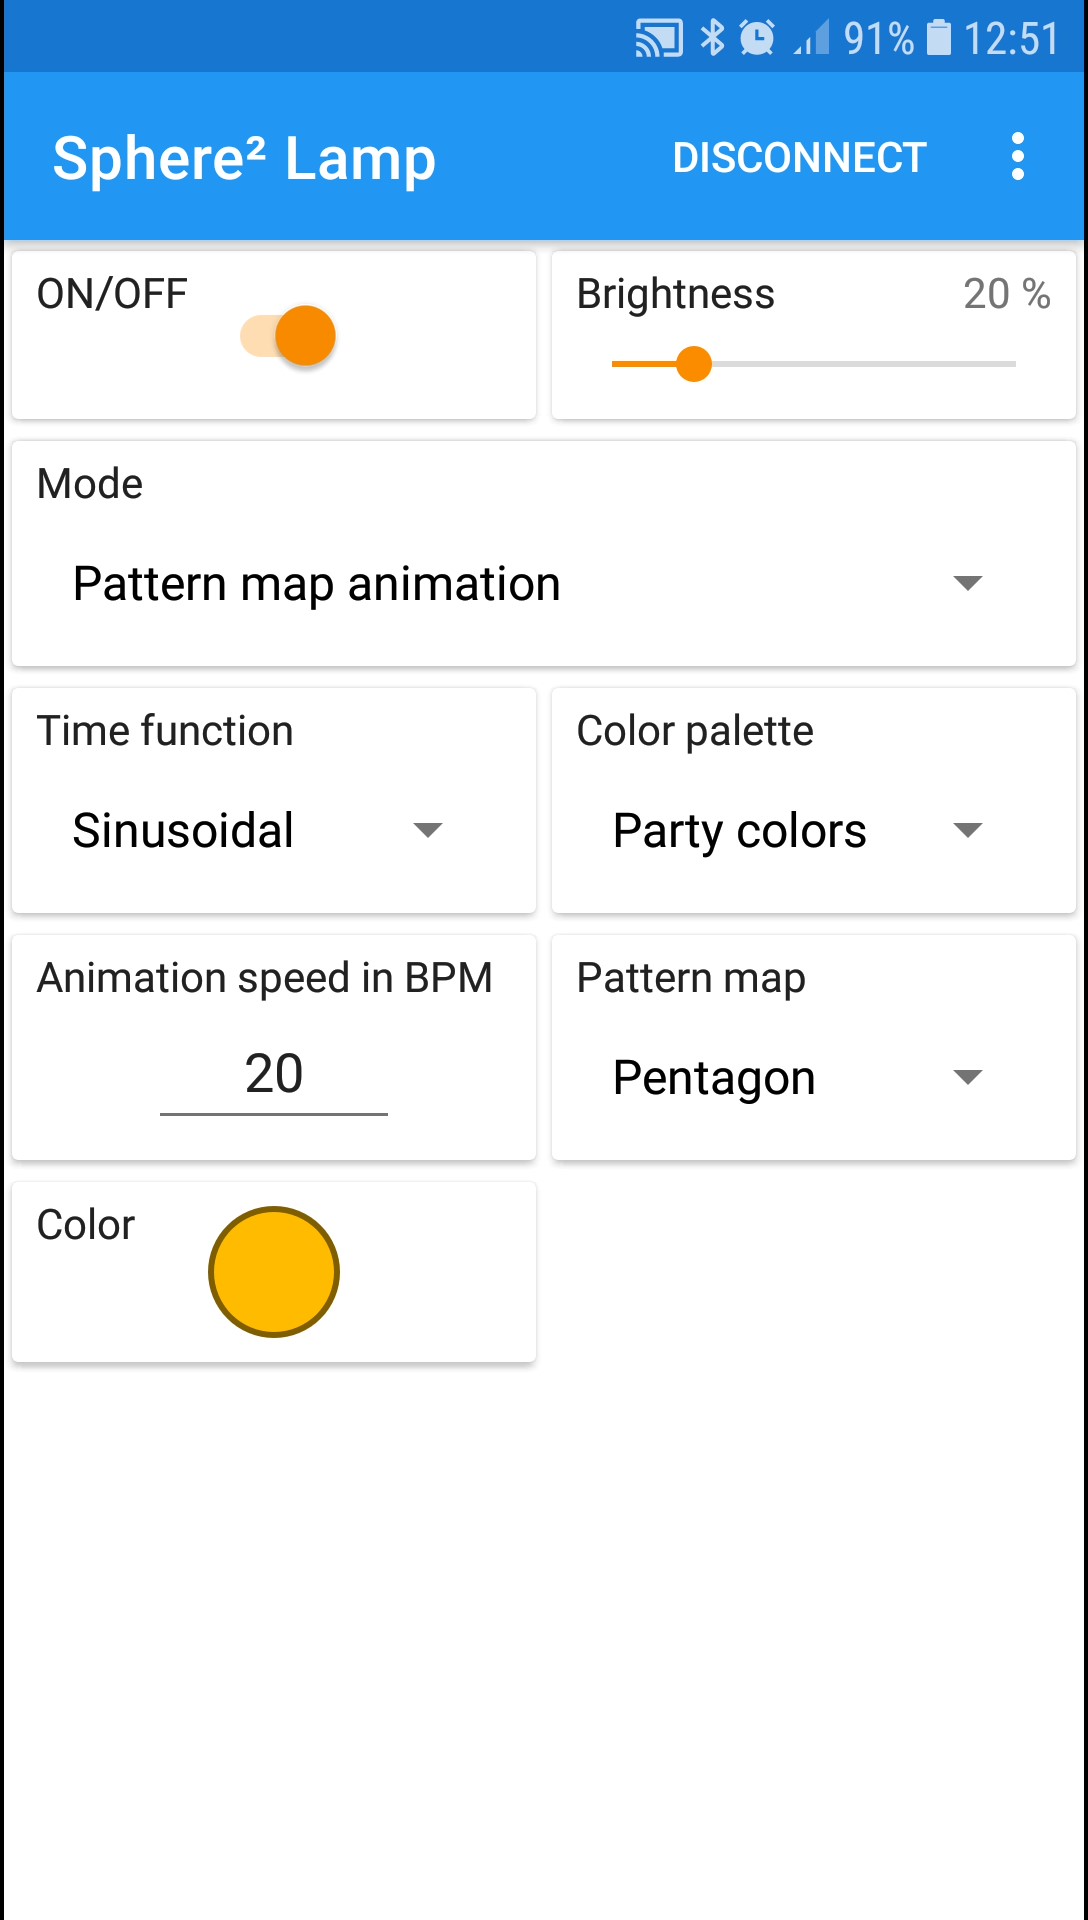 91% 12:51
Sphere² Lamp DISCONNECT
ON/OFF
Brightness 20 %
Mode
Pattern map animation
Time function
Sinusoidal
Color palette
Party colors
Animation speed in BPM
20
Pattern map
Pentagon
Color